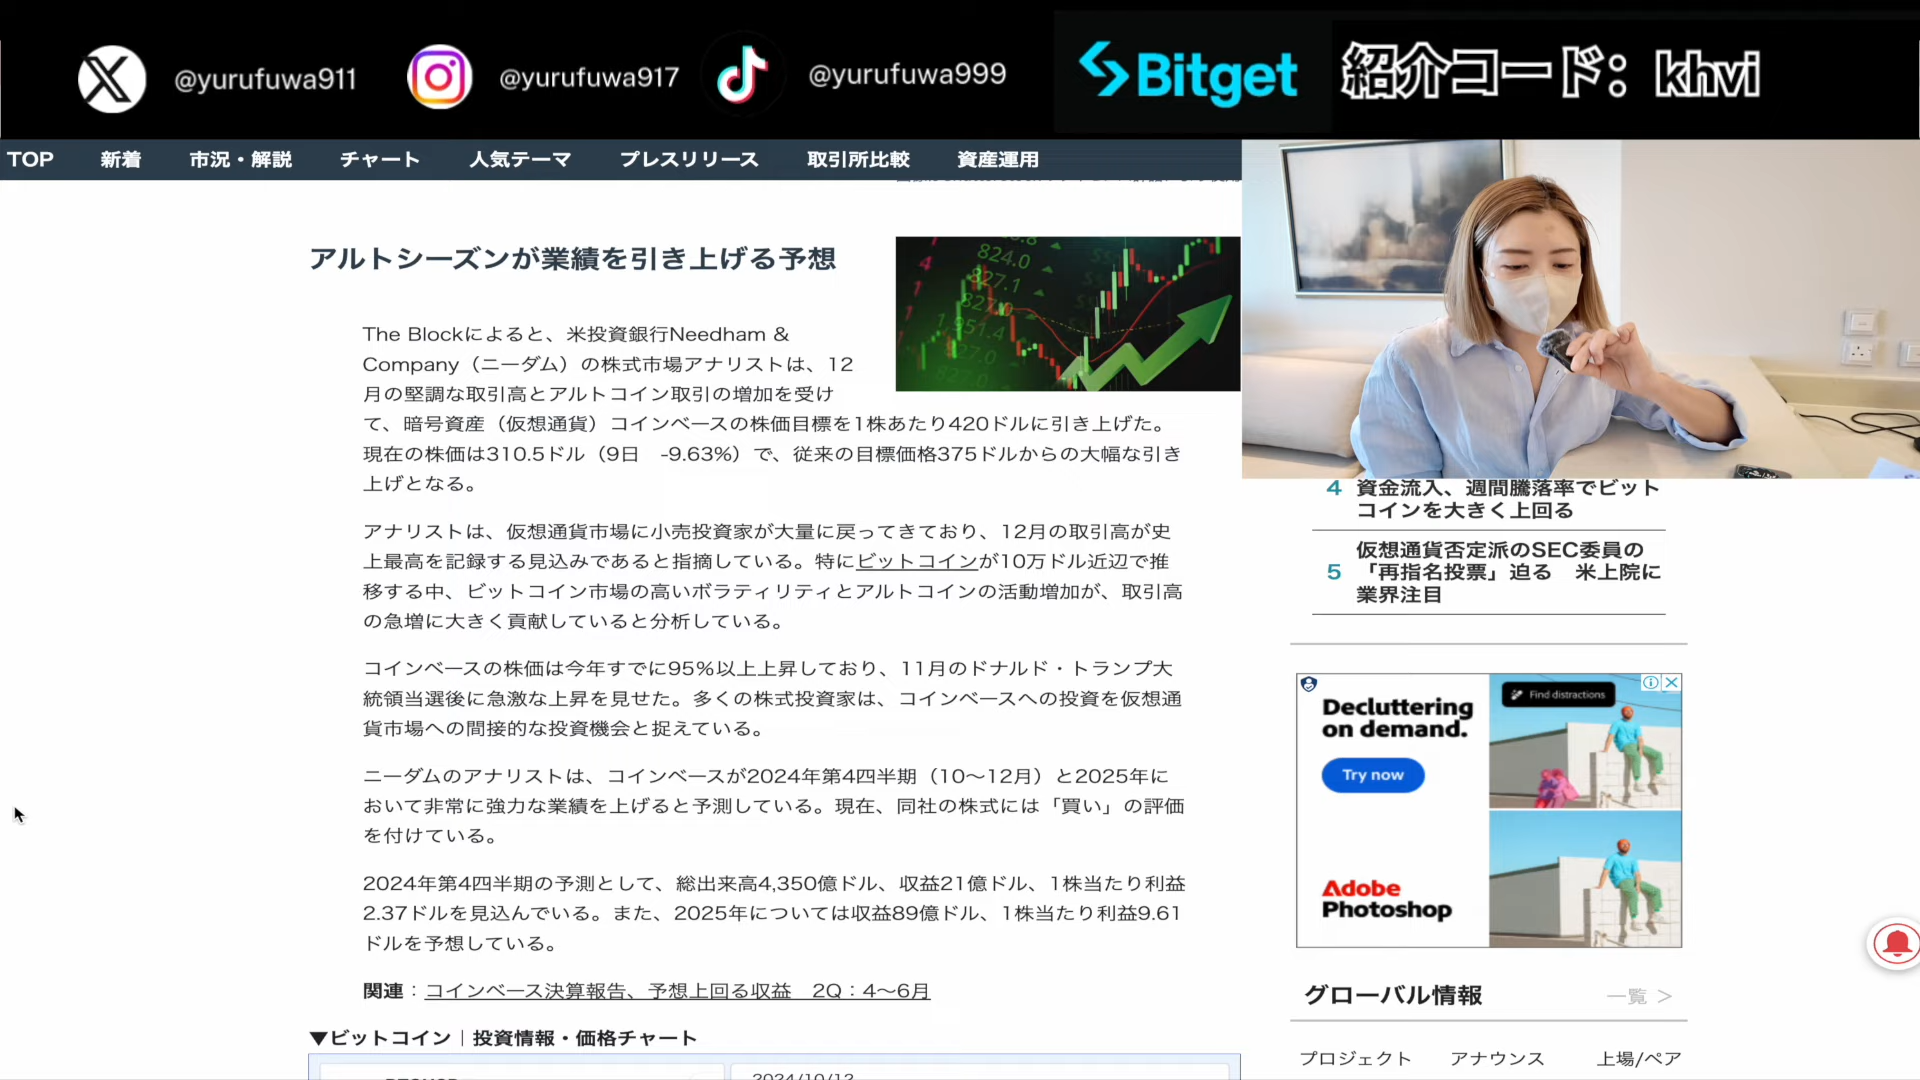 @yurufuwa911
@yurufuwa917
@yurufuwa999
Bitget
紹介コード: khvi
TOP 新着 市況・解説 チャート 人気テーマ プレスリリース 取引所比較 資産運用
アルトシーズンが業績を引き上げる予想
The Blockによると、米投資銀行Needham &
Company（ニーダム）の株式市場アナリストは、12
月の堅調な取引高とアルトコイン取引の増加を受け
て、暗号資産（仮想通貨）コインベースの株価目標を1株あたり420ドルに引き上げた。
現在の株価は310.5ドル（9日　-9.63%）で、従来の目標価格375ドルからの大幅な引き
上げとなる。
アナリストは、仮想通貨市場に小売投資家が大量に戻ってきており、12月の取引高が史
上最高を記録する見込みであると指摘している。特にビットコインが10万ドル近辺で推
移する中、ビットコイン市場の高いボラティリティとアルトコインの活動増加が、取引高
の急増に大きく貢献していると分析している。
コインベースの株価は今年すでに95%以上上昇しており、11月のドナルド・トランプ大
統領当選後に急激な上昇を見せた。多くの株式投資家は、コインベースへの投資を仮想通
貨市場への間接的な投資機会と捉えている。
ニーダムのアナリストは、コインベースが2024年第4四半期（10〜12月）と2025年に
おいて非常に強力な業績を上げると予測している。現在、同社の株式には「買い」の評価
を付けている。
2024年第4四半期の予測として、総出来高4,350億ドル、収益21億ドル、1株当たり利益
2.37ドルを見込んでいる。また、2025年については収益89億ドル、1株当たり利益9.61
ドルを予想している。
関連：コインベース決算報告、予想上回る収益　2Q：4〜6月
▼ビットコイン｜投資情報・価格チャート
824.0
827.1
1,951.4
827.0
4 資金流入、週間騰落率でビット
コインを大きく上回る
5 仮想通貨否定派のSEC委員の
「再指名投票」迫る　米上院に
業界注目
Decluttering
on demand.
Try now
Find distractions
Adobe
Photoshop
グローバル情報 一覧 >
プロジェクト アナウンス 上場/ペア